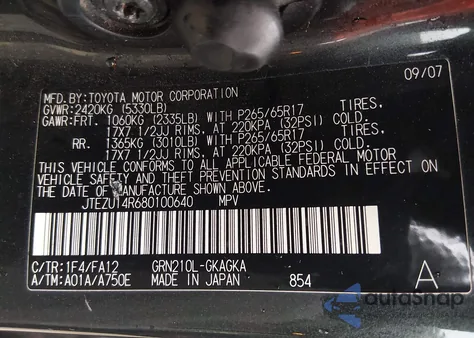 09/07
MFD. BY:TOYOTA MOTOR CORPORATION
GVWR:2420KG (5330LB)
GAWR:FRT. 1060KG (2335LB) WITH P265/65R17 TIRES,
17X7 1/2JJ RIMS, AT 220KPA (32PSI) COLD.
RR. 1365KG (3010LB) WITH P265/65R17 TIRES,
17X7 1/2JJ RIMS, AT 220KPA (32PSI) COLD.
THIS VEHICLE CONFORMS TO ALL APPLICABLE FEDERAL MOTOR
VEHICLE SAFETY AND THEFT PREVENTION STANDARDS IN EFFECT ON
THE DATE OF MANUFACTURE SHOWN ABOVE.
JTEZU14R680100640 MPV
C/TR:1F4/FA12 GRN210L-GKAGKA
A/TM:A01A/A750E MADE IN JAPAN 854 A
autosnap